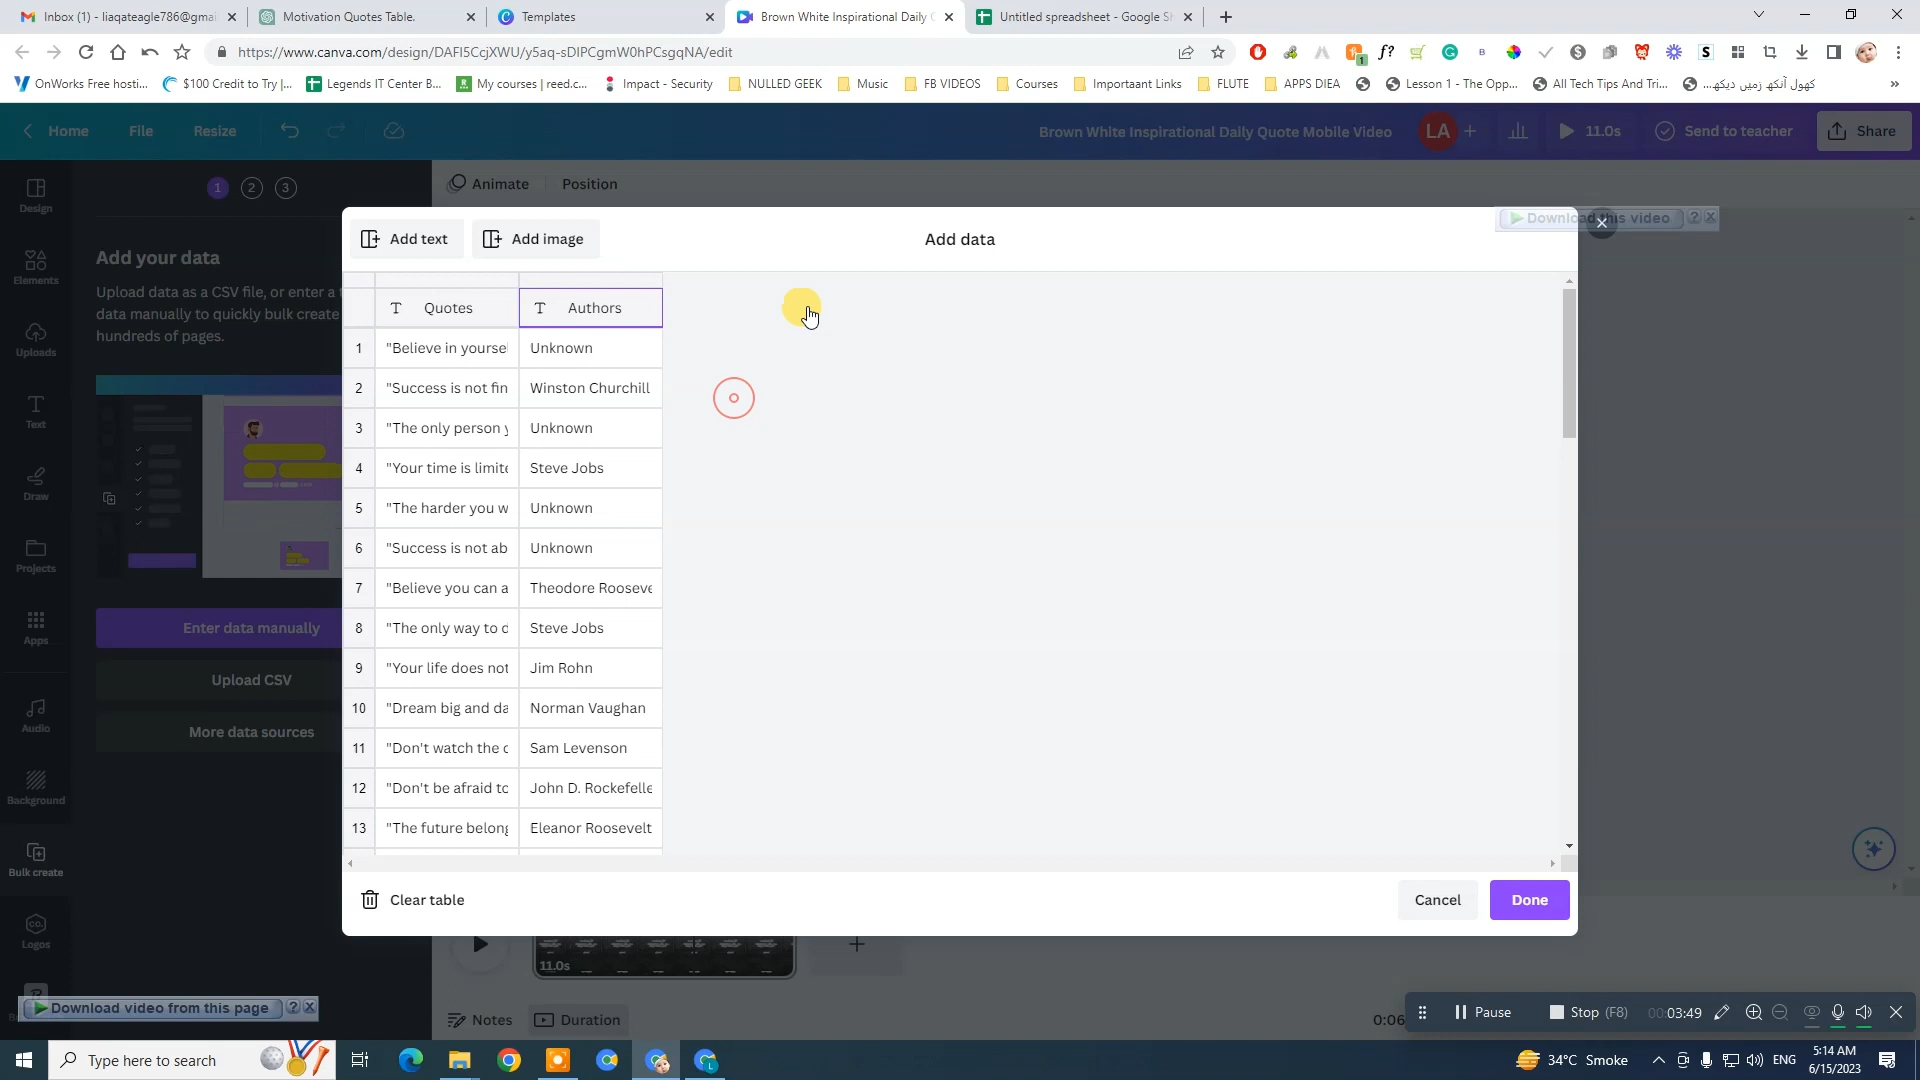 Inbox (1) - liaqateagle786@gmai
Motivation Quotes Table.
Templates
Brown White Inspirational Daily
Untitled spreadsheet - Google Sh
https://www.canva.com/design/DAFI5CcjXWU/y5aq-sDIPCgmW0hPCsgqNA/edit
OnWorks Free hosti...
$100 Credit to Try |...
Legends IT Center B...
My courses | reed.c...
Impact - Security
NULLED GEEK
Music
FB VIDEOS
Courses
Importaant Links
FLUTE
APPS DIEA
Lesson 1 - The Opp...
All Tech Tips And Tri...
کھول آنکھ زمیں دیکھ...
Home
File
Resize
Brown White Inspirational Daily Quote Mobile Video
LA
11.0s
Send to teacher
Share
Design
Elements
Uploads
Text
Draw
Projects
Apps
Audio
Background
Bulk create
Logos
1 2 3
Add your data
Upload data as a CSV file, or enter a
data manually to quickly bulk create
hundreds of pages.
Enter data manually
Upload CSV
More data sources
Animate
Position
Add text
Add image
Add data
Download this video
Quotes Authors
1 "Believe in yourse Unknown
2 "Success is not fin Winston Churchill
3 "The only person y Unknown
4 "Your time is limite Steve Jobs
5 "The harder you w Unknown
6 "Success is not ab Unknown
7 "Believe you can a Theodore Rooseve
8 "The only way to d Steve Jobs
9 "Your life does not Jim Rohn
10 "Dream big and da Norman Vaughan
11 "Don't watch the c Sam Levenson
12 "Don't be afraid to John D. Rockefelle
13 "The future belong Eleanor Roosevelt
Clear table
Cancel
Done
11.0s
Download video from this page
Notes
Duration
0:06
Pause
Stop (F8)
00:03:49
Type here to search
34°C Smoke
ENG
5:14 AM
6/15/2023